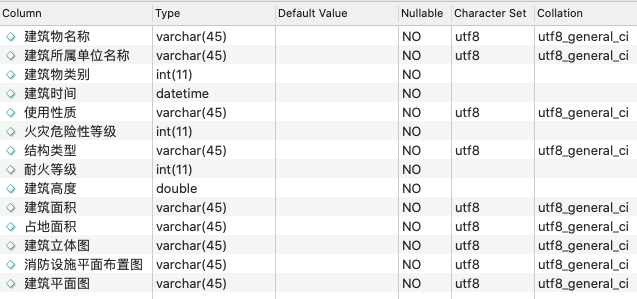 Column Type Default Value Nullable Character Set Collation
建筑物名称 varchar(45) NO utf8 utf8_general_ci
建筑所属单位名称 varchar(45) NO utf8 utf8_general_ci
建筑物类别 int(11) NO
建筑时间 datetime NO
使用性质 varchar(45) NO utf8 utf8_general_ci
火灾危险性等级 int(11) NO
结构类型 varchar(45) NO utf8 utf8_general_ci
耐火等级 int(11) NO
建筑高度 double NO
建筑面积 varchar(45) NO utf8 utf8_general_ci
占地面积 varchar(45) NO utf8 utf8_general_ci
建筑立体图 varchar(45) NO utf8 utf8_general_ci
消防设施平面布置图 varchar(45) NO utf8 utf8_general_ci
建筑平面图 varchar(45) NO utf8 utf8_general_ci